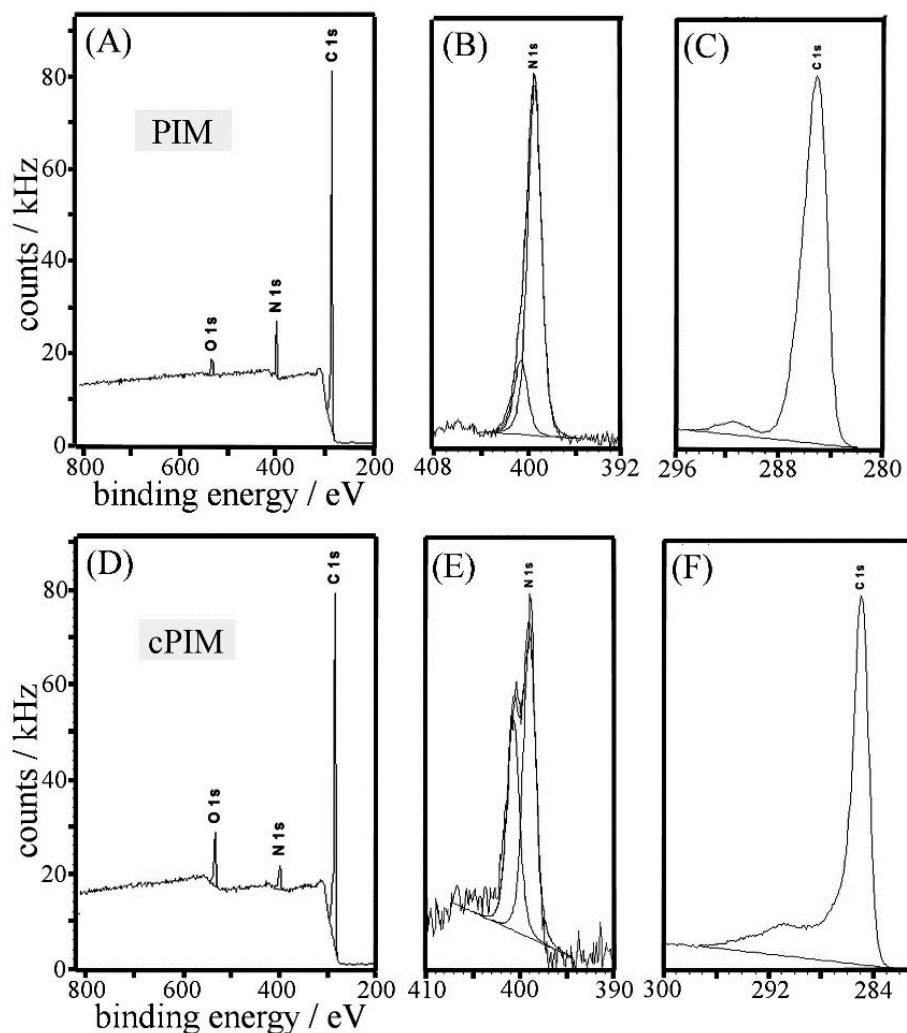 (A)
PIM
O 1s
N 1s
C 1s
80
60
40
20
0
counts / kHz
800 600 400 200
binding energy / eV
(B)
N 1s
408 400 392
(C)
C 1s
296 288 280
(D)
cPIM
O 1s
N 1s
C 1s
80
60
40
20
0
counts / kHz
800 600 400 200
binding energy / eV
(E)
N 1s
410 400 390
(F)
C 1s
300 292 284